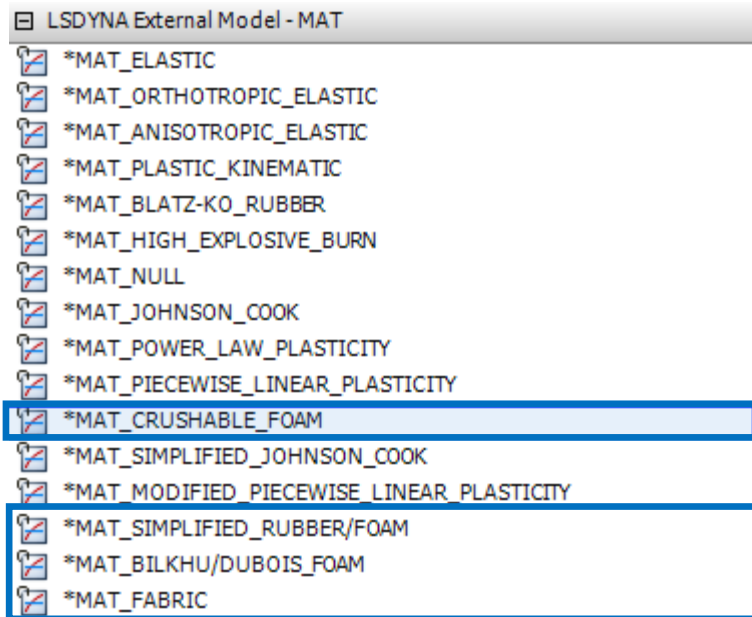 LSDYNA External Model - MAT
*MAT_ELASTIC
*MAT_ORTHOTROPIC_ELASTIC
*MAT_ANISOTROPIC_ELASTIC
*MAT_PLASTIC_KINEMATIC
*MAT_BLATZ-KO_RUBBER
*MAT_HIGH_EXPLOSIVE_BURN
*MAT_NULL
*MAT_JOHNSON_COOK
*MAT_POWER_LAW_PLASTICITY
*MAT_PIECEWISE_LINEAR_PLASTICITY
*MAT_CRUSHABLE_FOAM
*MAT_SIMPLIFIED_JOHNSON_COOK
*MAT_MODIFIED_PIECEWISE_LINEAR_PLASTICITY
*MAT_SIMPLIFIED_RUBBER/FOAM
*MAT_BILKHU/DUBOIS_FOAM
*MAT_FABRIC